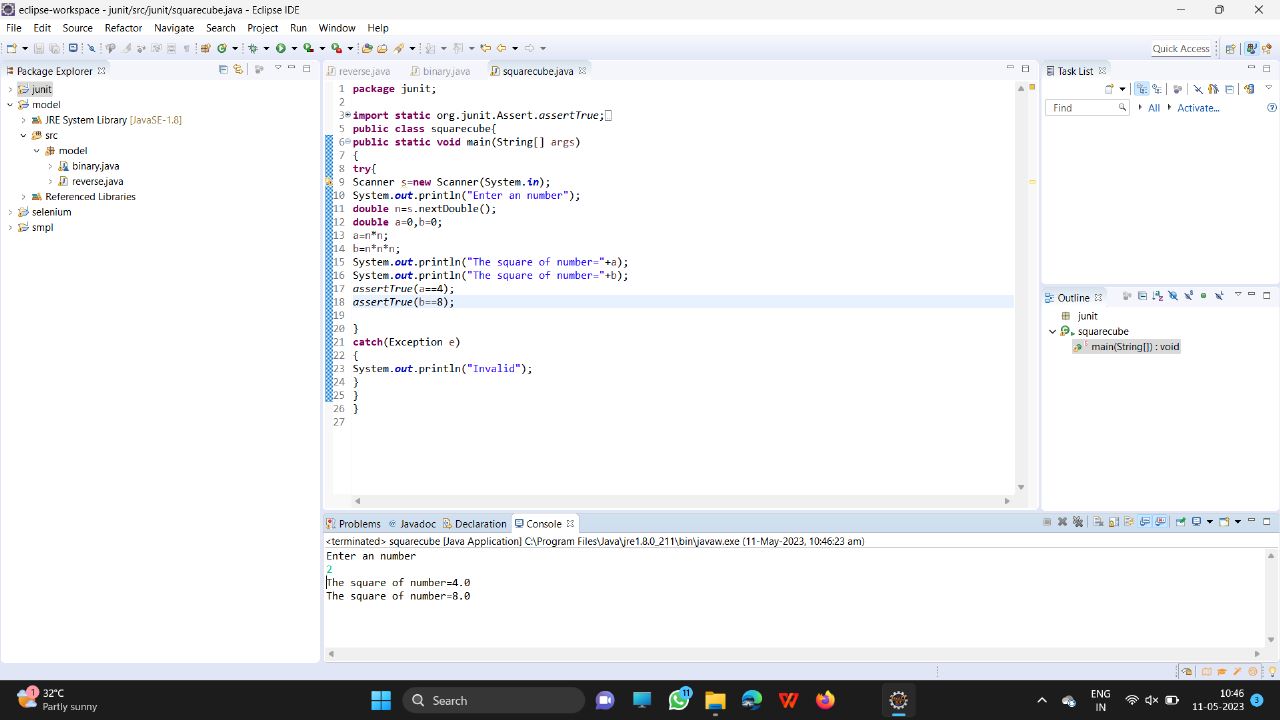 eclipse-workspace - junit/src/junit/squarecube.java - Eclipse IDE
File Edit Source Refactor Navigate Search Project Run Window Help
Quick Access
Package Explorer
junit
model
JRE System Library [JavaSE-1.8]
src
model
binary.java
reverse.java
Referenced Libraries
selenium
smpl
reverse.java binary.java squarecube.java
1 package junit;
2
3 import static org.junit.Assert.assertTrue;
5 public class squarecube{
6 public static void main(String[] args)
7 {
8 try{
9 Scanner s=new Scanner(System.in);
10 System.out.println("Enter an number");
11 double n=s.nextDouble();
12 double a=0,b=0;
13 a=n*n;
14 b=n*n*n;
15 System.out.println("The square of number="+a);
16 System.out.println("The square of number="+b);
17 assertTrue(a==4);
18 assertTrue(b==8);
19
20 }
21 catch(Exception e)
22 {
23 System.out.println("Invalid");
24 }
25 }
26 }
27
Task List
Find All Activate...
Outline
junit
squarecube
main(String[]) : void
Problems @ Javadoc Declaration Console
<terminated> squarecube [Java Application] C:\Program Files\Java\jre1.8.0_211\bin\javaw.exe (11-May-2023, 10:46:23 am)
Enter an number
2
The square of number=4.0
The square of number=8.0
1
32°C
Partly sunny
Search
11
ENG
IN
10:46
11-05-2023
3